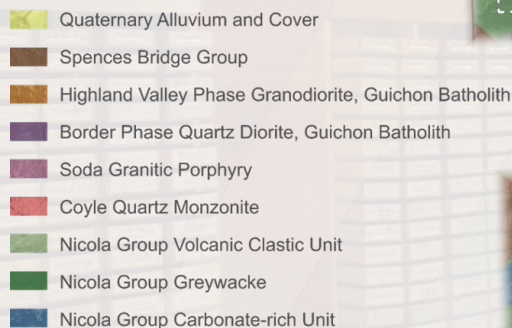 Quaternary Alluvium and Cover
Spences Bridge Group
Highland Valley Phase Granodiorite, Guichon Batholith
Border Phase Quartz Diorite, Guichon Batholith
Soda Granitic Porphyry
Coyle Quartz Monzonite
Nicola Group Volcanic Clastic Unit
Nicola Group Greywacke
Nicola Group Carbonate-rich Unit